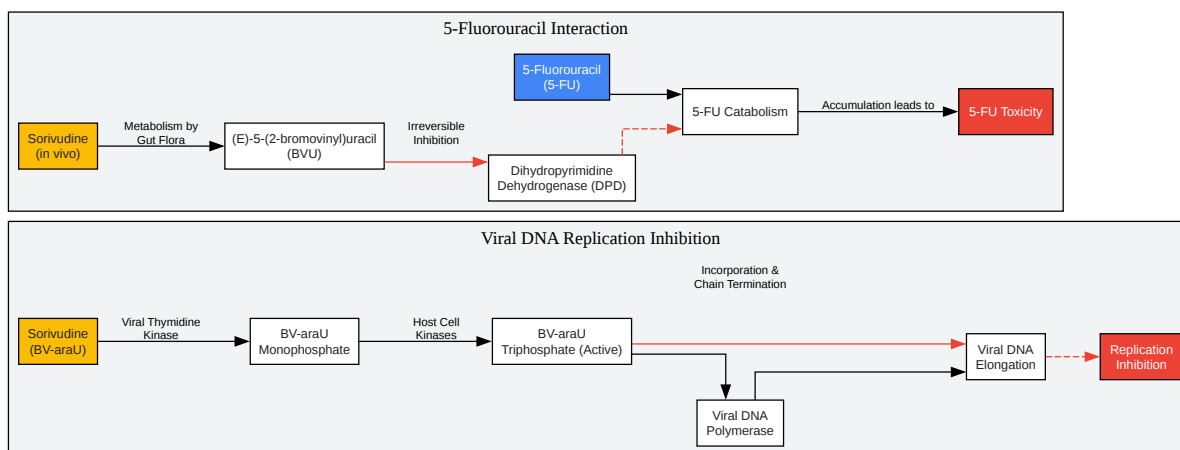 5-Fluorouracil Interaction
5-Fluorouracil
(5-FU)
5-FU Catabolism
Accumulation leads to
5-FU Toxicity
Sorivudine
(in vivo)
Metabolism by
Gut Flora
(E)-5-(2-bromovinyl)uracil
(BVU)
Irreversible
Inhibition
Dihydropyrimidine
Dehydrogenase (DPD)
Viral DNA Replication Inhibition
Incorporation &
Chain Termination
Sorivudine
(BV-araU)
Viral Thymidine
Kinase
BV-araU
Monophosphate
Host Cell
Kinases
BV-araU
Triphosphate (Active)
Viral DNA
Polymerase
Viral DNA
Elongation
Replication
Inhibition